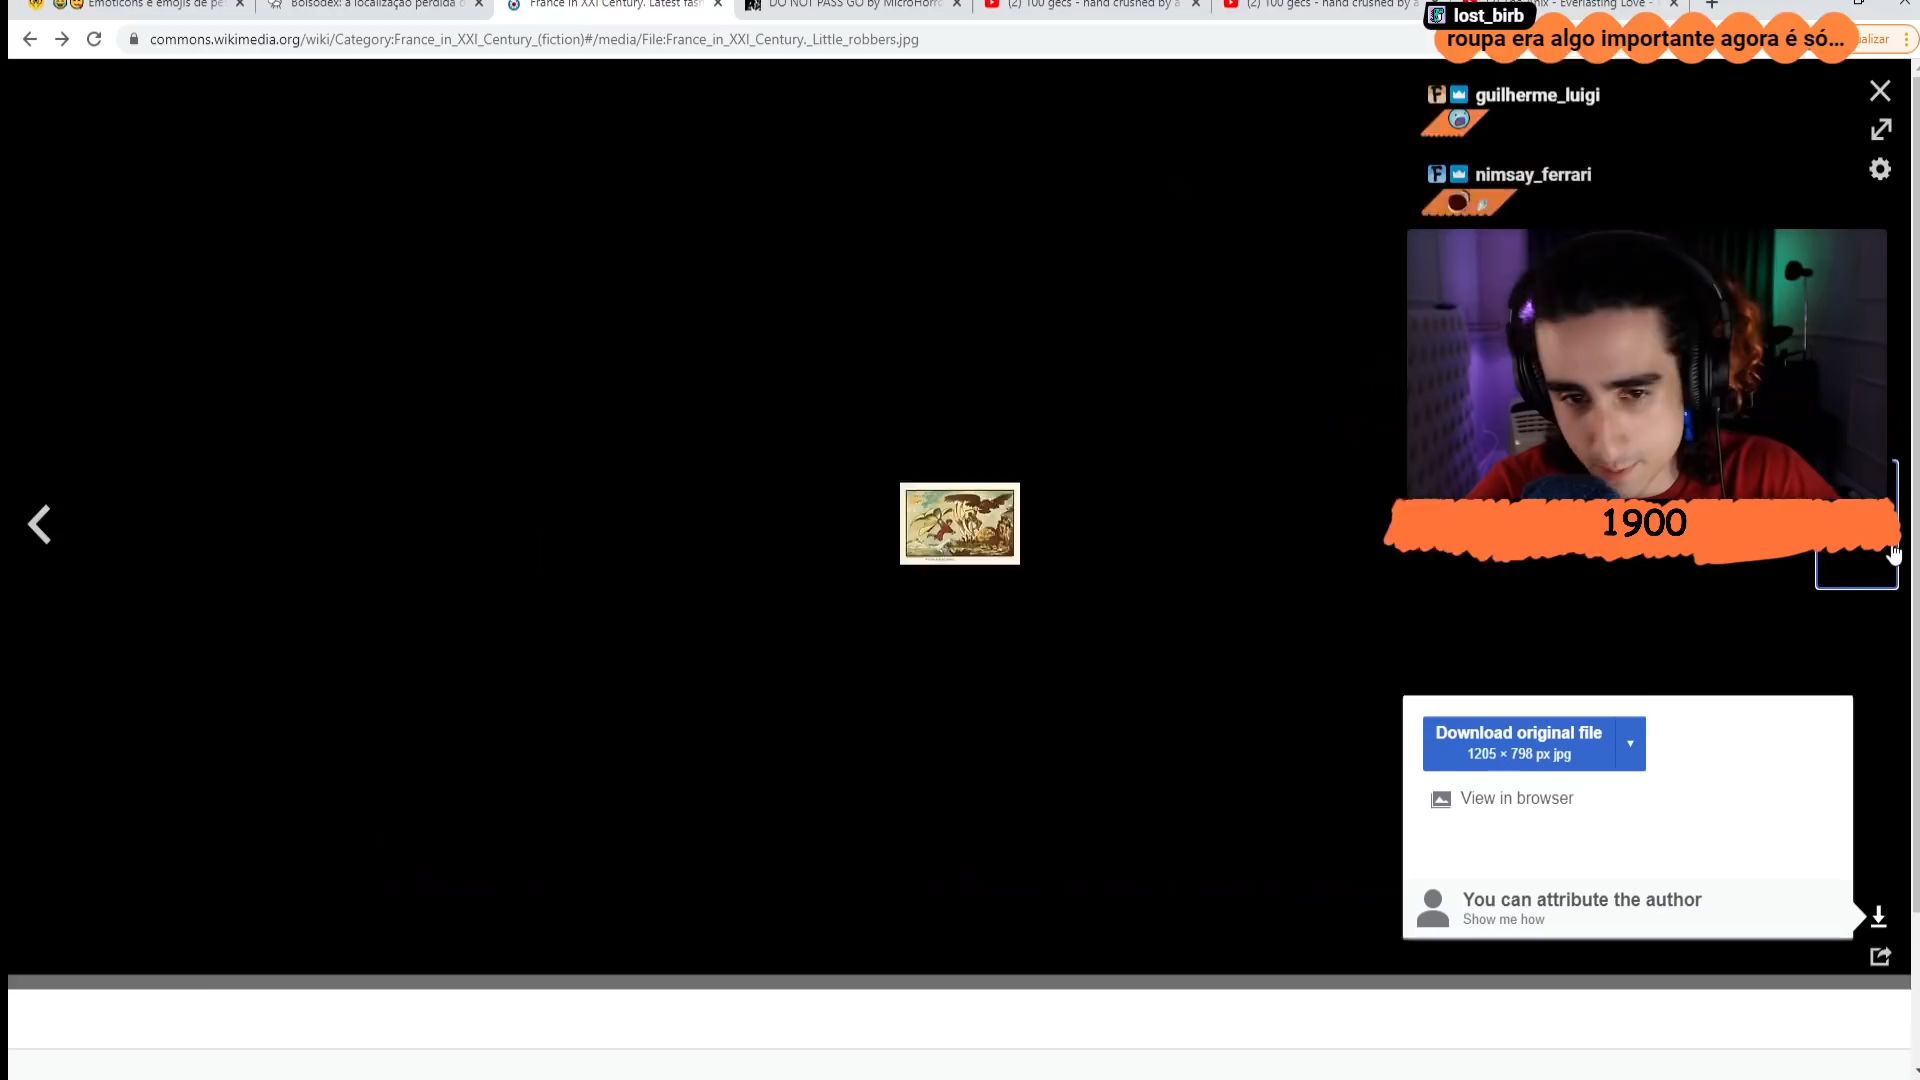 Emoticons e emojis de pe
Bolsodex: a localização perdida d
France in XXI Century. Latest fas
DO NOT PASS GO by MicroHorro
(2) 100 gecs - hand crushed by a
(2) 100 gecs - hand crushed by
- Everlasting Love -
commons.wikimedia.org/wiki/Category:France_in_XXI_Century_(fiction)#/media/File:France_in_XXI_Century._Little_robbers.jpg
alizar
lost_birb
roupa era algo importante agora é só...
guilherme_luigi
nimsay_ferrari
1900
Download original file
1205 × 798 px jpg
View in browser
You can attribute the author
Show me how